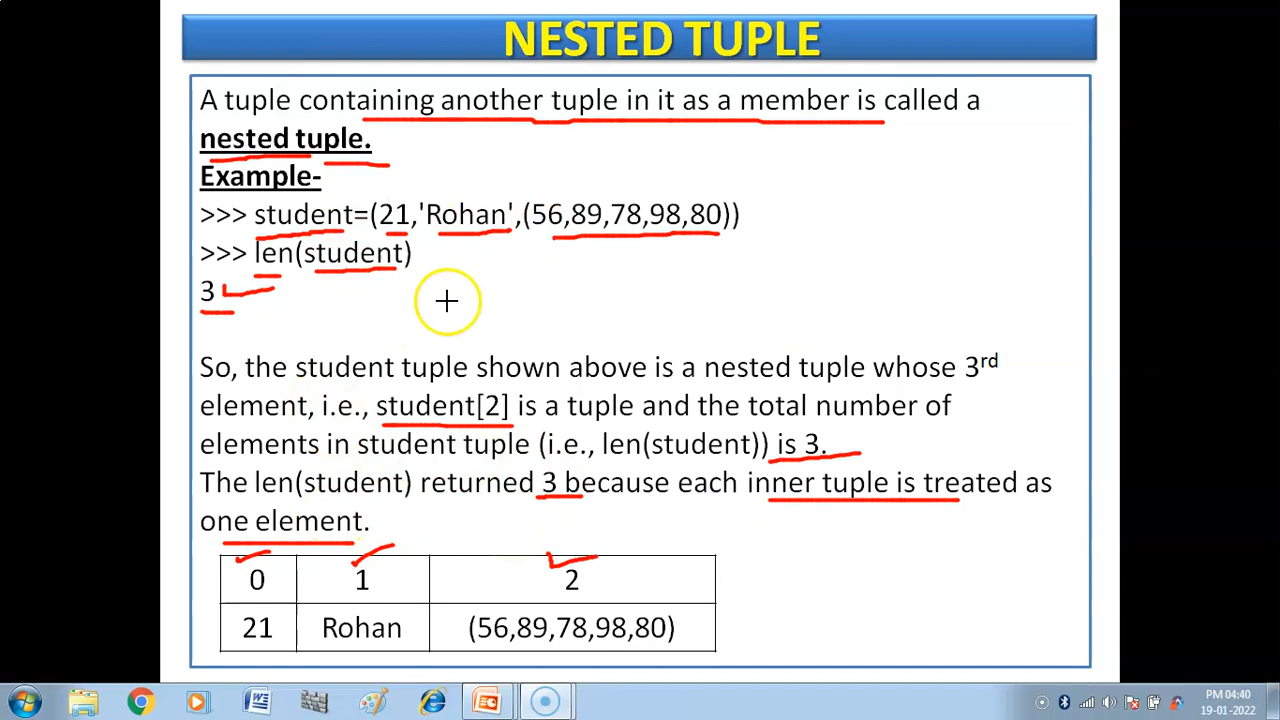 NESTED TUPLE
A tuple containing another tuple in it as a member is called a
nested tuple.
Example-
>>> student=(21,'Rohan',(56,89,78,98,80))
>>> len(student)
3
So, the student tuple shown above is a nested tuple whose 3rd
element, i.e., student[2] is a tuple and the total number of
elements in student tuple (i.e., len(student)) is 3.
The len(student) returned 3 because each inner tuple is treated as
one element.
0 1 2
21 Rohan (56,89,78,98,80)
PM 04:40
19-01-2022